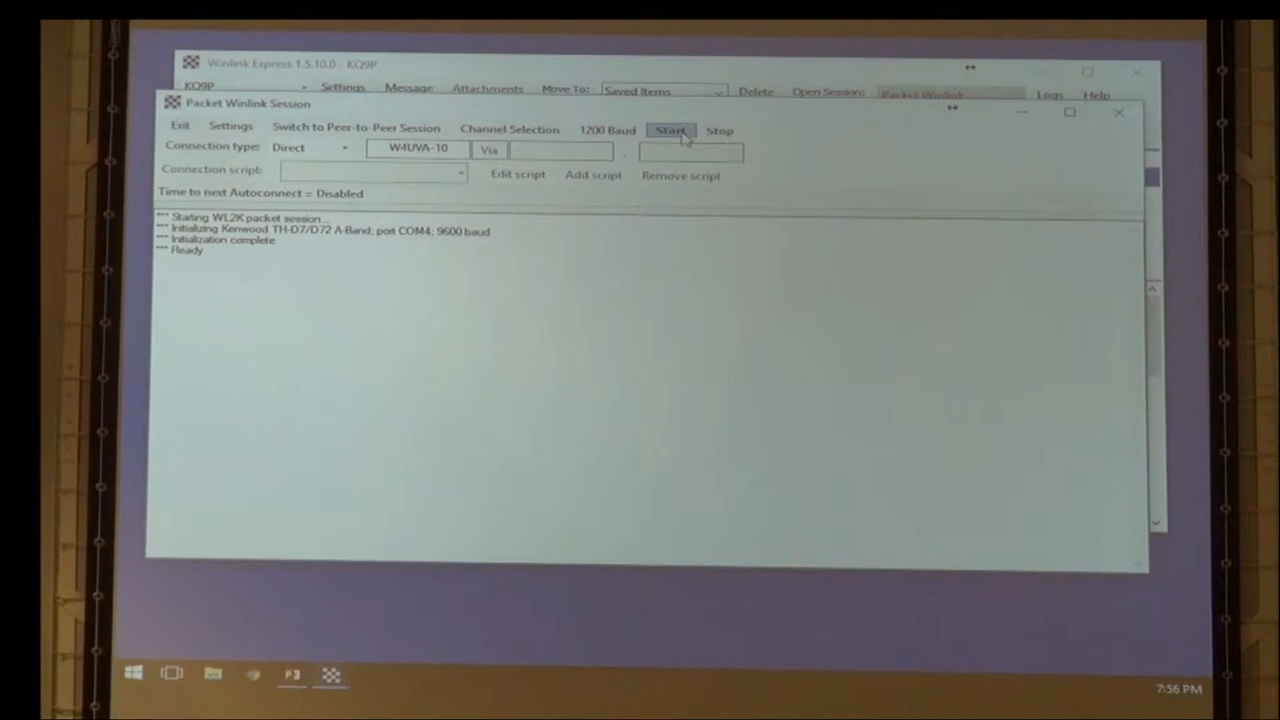 Winlink Express 1.5.10.0 - KQ9P
KQ9P Settings Message Attachments Move To: Saved Items Delete Open Session: Packet Winlink Logs Help
Packet Winlink Session
Exit Settings Switch to Peer-to-Peer Session Channel Selection 1200 Baud Start Stop
Connection type: Direct W4UVA-10 Via .
Connection script: Edit script Add script Remove script
Time to next Autoconnect = Disabled
*** Starting WL2K packet session...
*** Initializing Kenwood TH-D7/D72 A-Band; port COM4; 9600 baud
*** Initialization complete
*** Ready
P3
7:56 PM